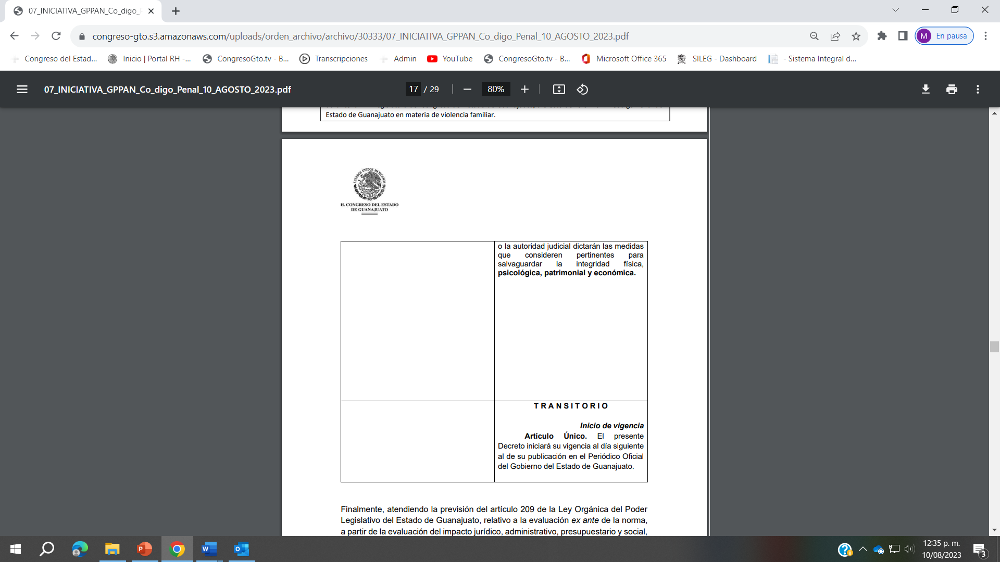 07_INICIATIVA_GPPAN_Co_digo_F
congreso-gto.s3.amazonaws.com/uploads/orden_archivo/archivo/30333/07_INICIATIVA_GPPAN_Co_digo_Penal_10_AGOSTO_2023.pdf
M En pausa
Congreso del Estad...
Inicio | Portal RH -...
CongresoGto.tv - B...
Transcripciones
Admin
YouTube
CongresoGto.tv - B...
Microsoft Office 365
SILEG - Dashboard
- Sistema Integral d...
07_INICIATIVA_GPPAN_Co_digo_Penal_10_AGOSTO_2023.pdf
17 / 29
80%
Estado de Guanajuato en materia de violencia familiar.
ESTADOS UNIDOS MEXICANOS
H. CONGRESO DEL ESTADO
DE GUANAJUATO
o la autoridad judicial dictarán las medidas
que consideren pertinentes para
salvaguardar la integridad física,
psicológica, patrimonial y económica.
T R A N S I T O R I O
Inicio de vigencia
Artículo Único. El presente
Decreto iniciará su vigencia al día siguiente
al de su publicación en el Periódico Oficial
del Gobierno del Estado de Guanajuato.
Finalmente, atendiendo la previsión del artículo 209 de la Ley Orgánica del Poder
Legislativo del Estado de Guanajuato, relativo a la evaluación ex ante de la norma,
a partir de la evaluación del impacto jurídico, administrativo, presupuestario y social,
12:35 p. m.
10/08/2023
3